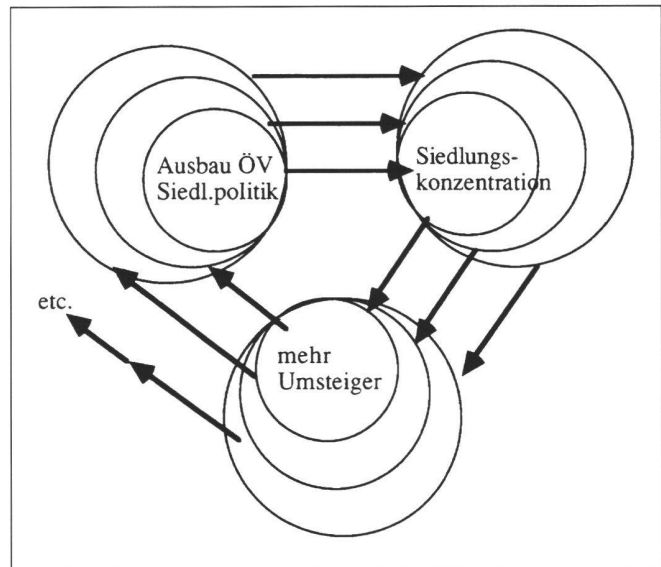 Ausbau ÖV
Siedl.politik
Siedlungs-
konzentration
etc.
mehr
Umsteiger